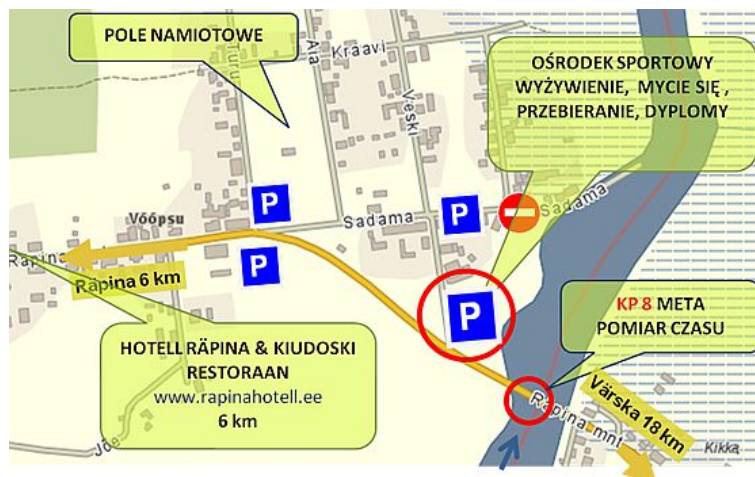 POLE NAMIOTOWE
Turu
Aia
Kraavi
Veski
OŚRODEK SPORTOWY
WYŻYWIENIE, MYCIE SIĘ ,
PRZEBIERANIE, DYPLOMY
P
P
Sadama
Sadama
Võõpsu
P
Räpina
Räpina 6 km
P
KP 8 META
POMIAR CZASU
HOTELL RÄPINA & KIUDOSKI
RESTORAAN
www.rapinahotell.ee
6 km
Räpina mnt
Värska 18 km
Jõe
Kikka